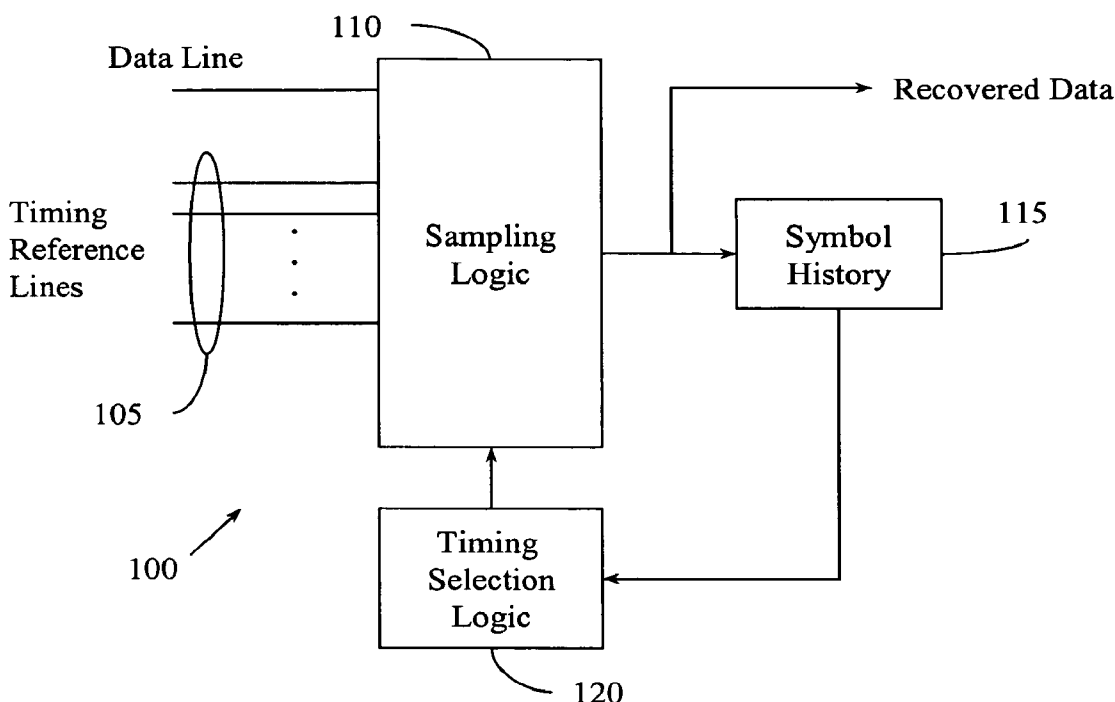 110
Data Line
Recovered Data
Timing
Reference
Lines
Sampling
Logic
Symbol
History
115
105
100
Timing
Selection
Logic
120